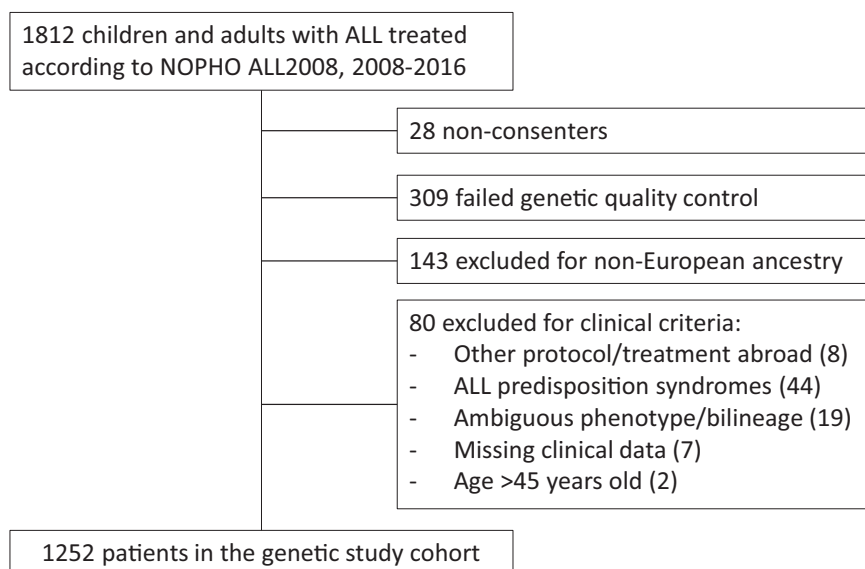 1812 children and adults with ALL treated
according to NOPHO ALL2008, 2008-2016
28 non-consenters
309 failed genetic quality control
143 excluded for non-European ancestry
80 excluded for clinical criteria:
- Other protocol/treatment abroad (8)
- ALL predisposition syndromes (44)
- Ambiguous phenotype/bilineage (19)
- Missing clinical data (7)
- Age >45 years old (2)
1252 patients in the genetic study cohort